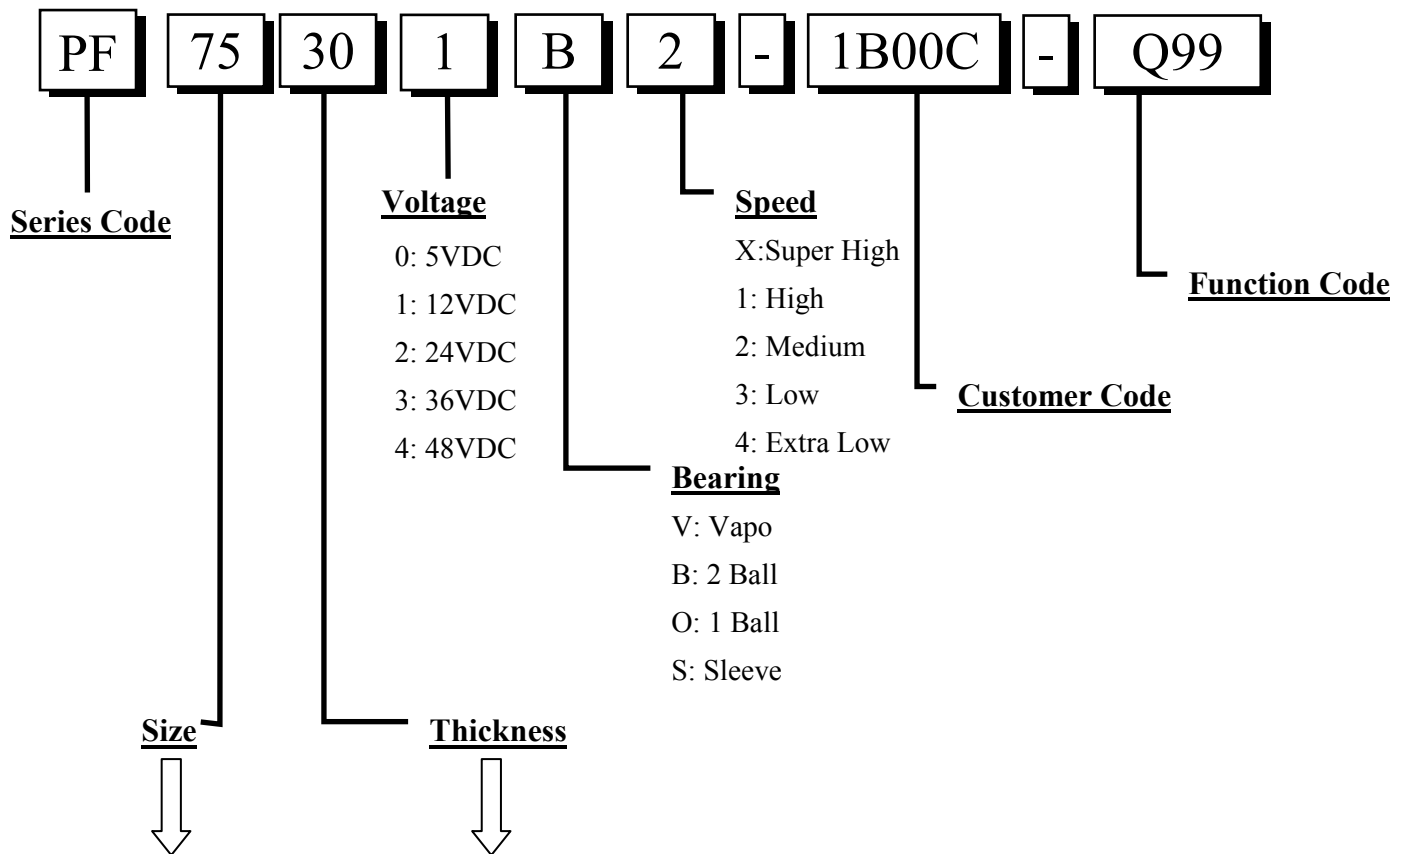 PF 75 30 1 B 2 - 1B00C - Q99
Series Code
Voltage
0: 5VDC
1: 12VDC
2: 24VDC
3: 36VDC
4: 48VDC
Speed
X:Super High
1: High
2: Medium
3: Low
4: Extra Low
Function Code
Customer Code
Bearing
V: Vapo
B: 2 Ball
O: 1 Ball
S: Sleeve
Size
Thickness